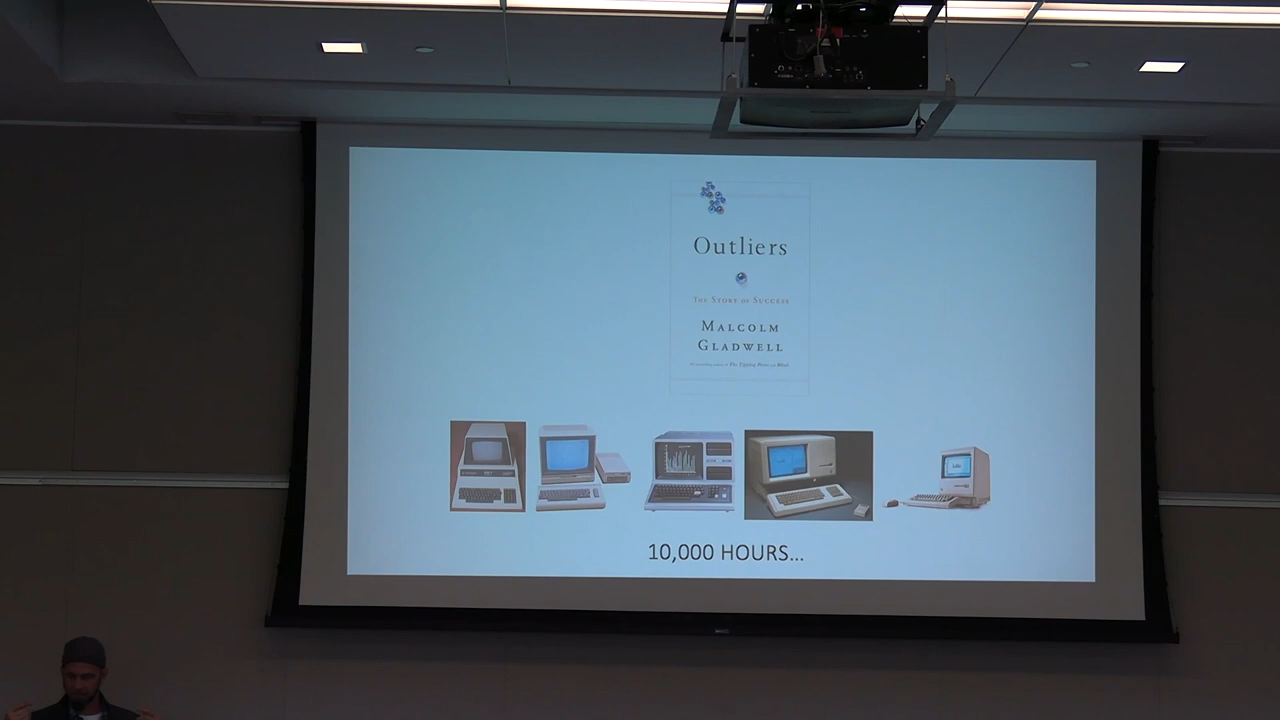 Outliers
THE STORY OF SUCCESS
MALCOLM
GLADWELL
10,000 HOURS...